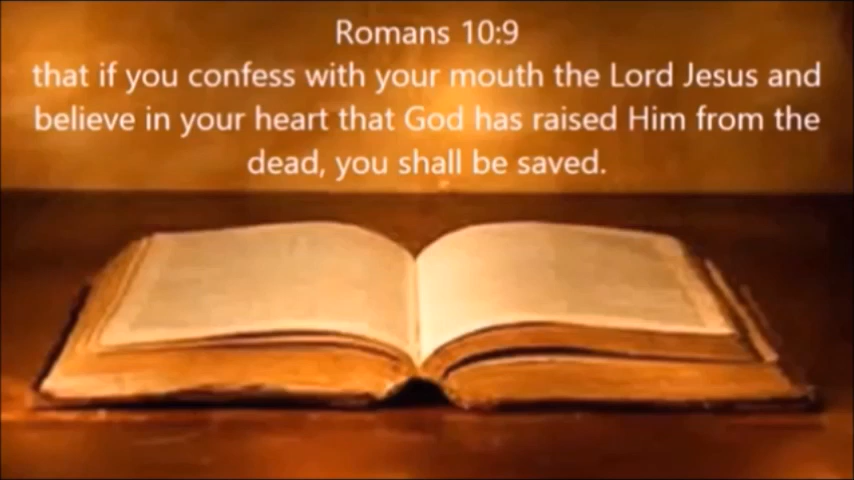 Romans 10:9
that if you confess with your mouth the Lord Jesus and
believe in your heart that God has raised Him from the
dead, you shall be saved.